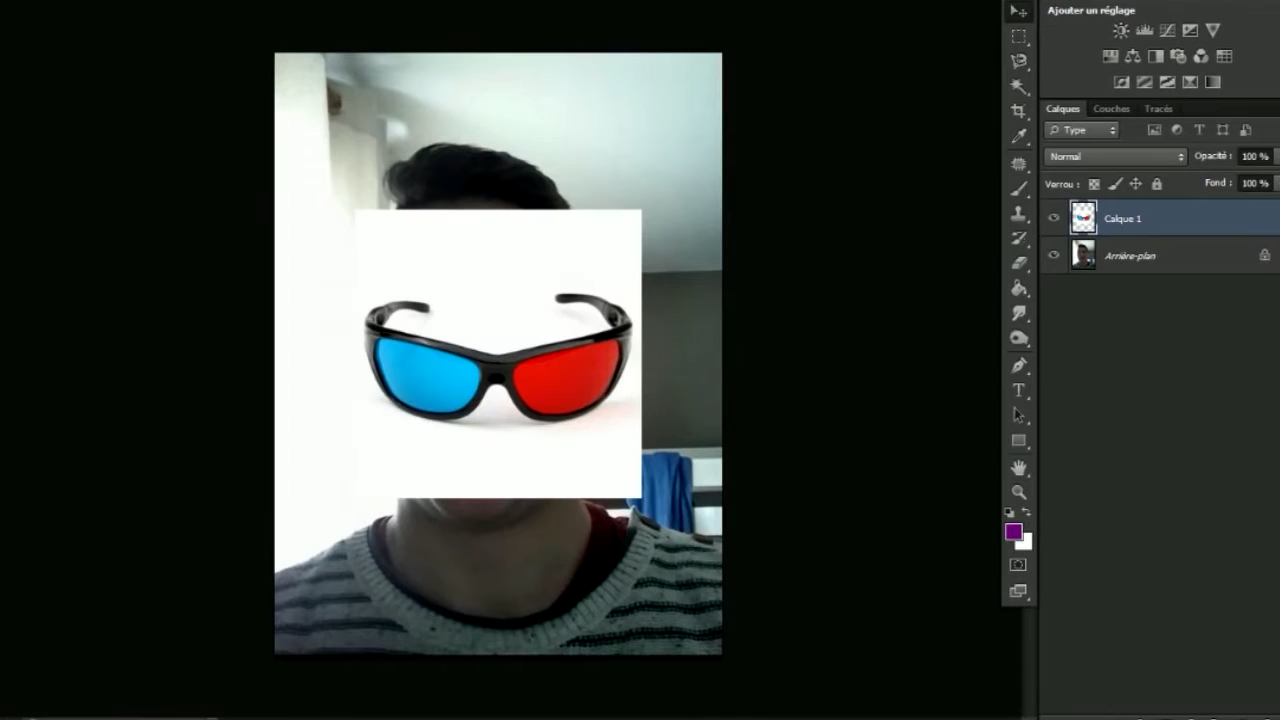 Ajouter un réglage
Calques Couches Tracés
Type
Normal Opacité : 100 %
Verrou : Fond : 100 %
Calque 1
Arrière-plan